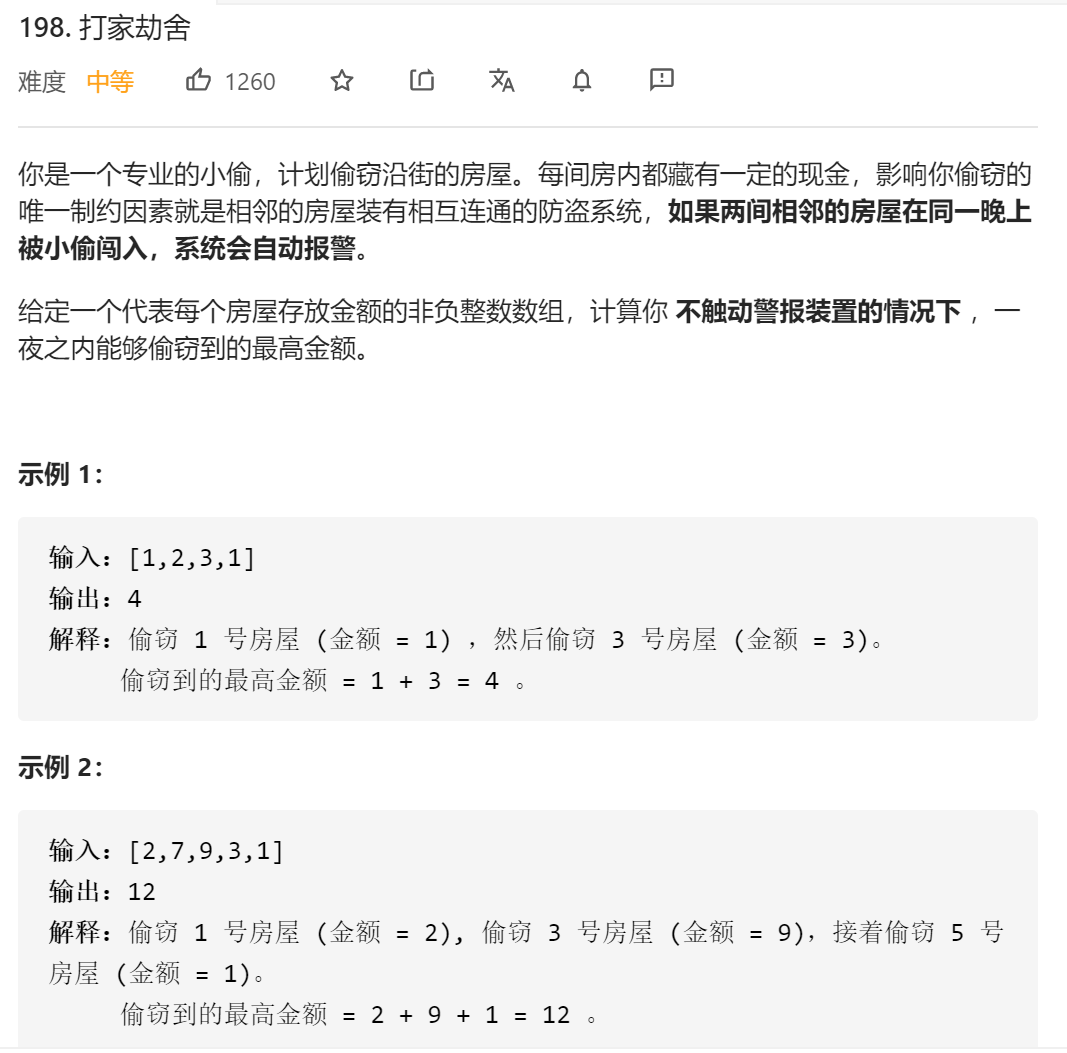 198. 打家劫舍
难度 中等 1260
你是一个专业的小偷，计划偷窃沿街的房屋。每间房内都藏有一定的现金，影响你偷窃的
唯一制约因素就是相邻的房屋装有相互连通的防盗系统，如果两间相邻的房屋在同一晚上
被小偷闯入，系统会自动报警。
给定一个代表每个房屋存放金额的非负整数数组，计算你 不触动警报装置的情况下 ，一
夜之内能够偷窃到的最高金额。
示例 1：
输入：[1,2,3,1]
输出：4
解释：偷窃 1 号房屋 (金额 = 1) ，然后偷窃 3 号房屋 (金额 = 3)。
偷窃到的最高金额 = 1 + 3 = 4 。
示例 2：
输入：[2,7,9,3,1]
输出：12
解释：偷窃 1 号房屋 (金额 = 2), 偷窃 3 号房屋 (金额 = 9)，接着偷窃 5 号
房屋 (金额 = 1)。
偷窃到的最高金额 = 2 + 9 + 1 = 12 。